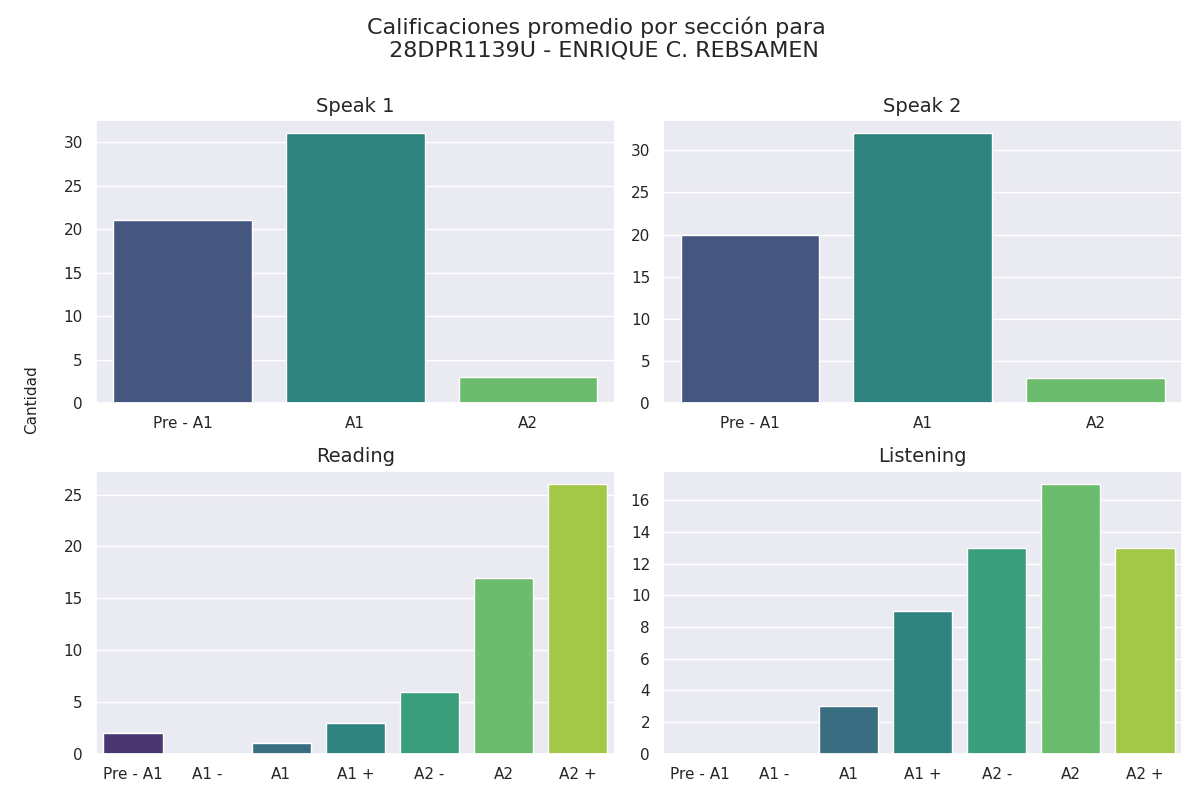 Calificaciones promedio por sección para
28DPR1139U - ENRIQUE C. REBSAMEN
Cantidad
Speak 1
30
25
20
15
10
5
0
Pre - A1 A1 A2
Speak 2
30
25
20
15
10
5
0
Pre - A1 A1 A2
Reading
25
20
15
10
5
0
Pre - A1 A1 - A1 A1 + A2 - A2 A2 +
Listening
16
14
12
10
8
6
4
2
0
Pre - A1 A1 - A1 A1 + A2 - A2 A2 +